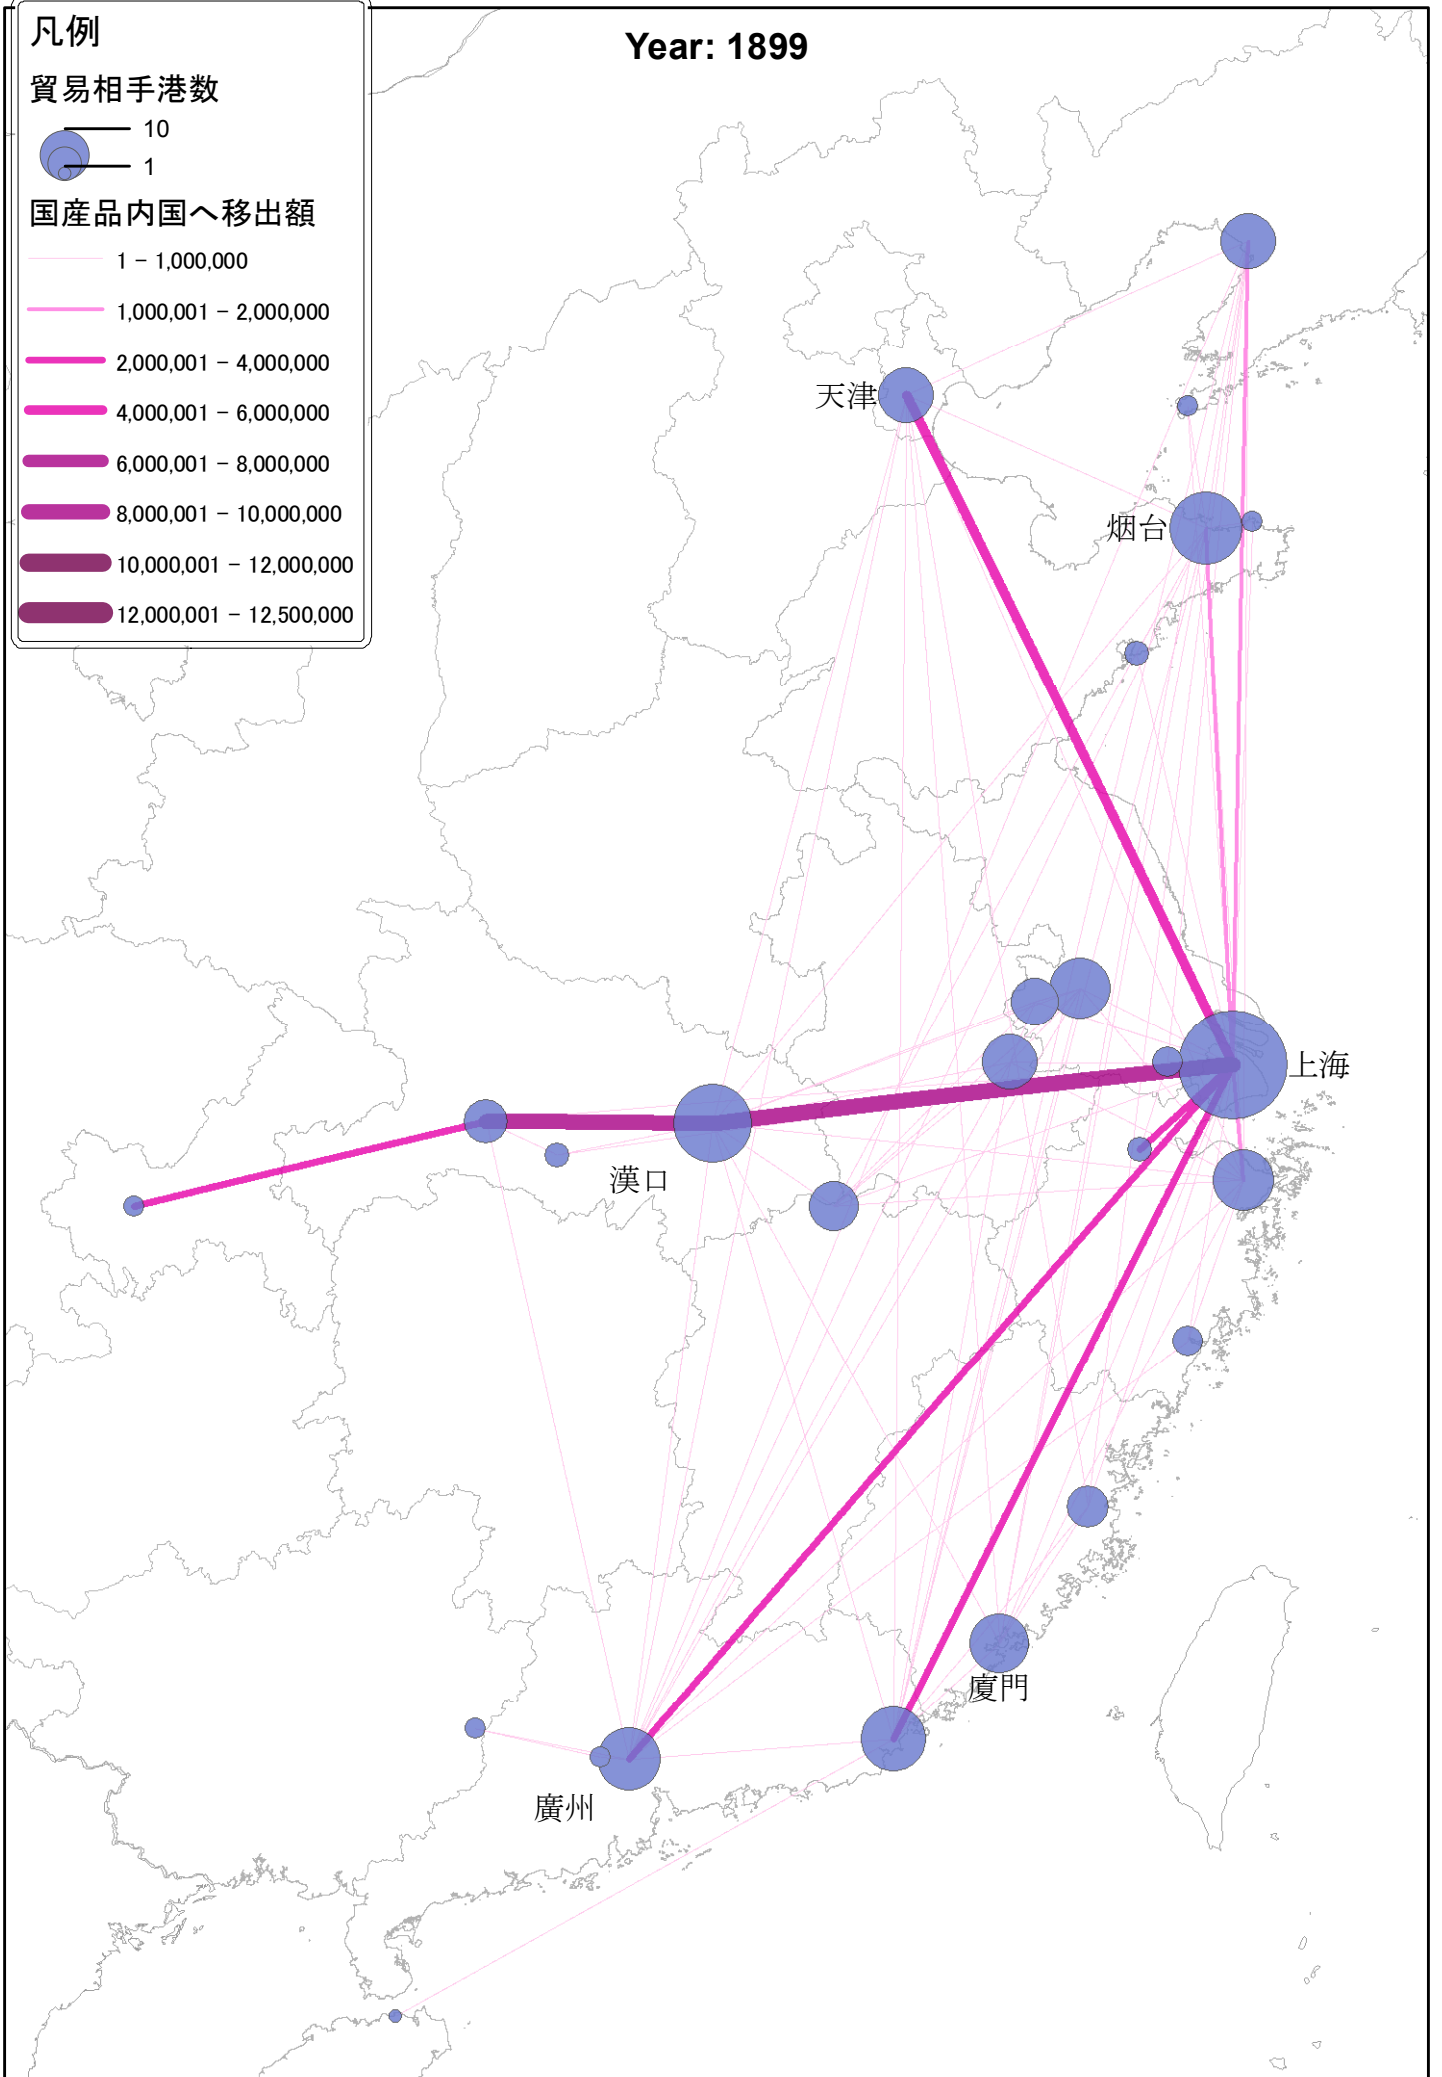 凡例
Year: 1899
貿易相手港数
10
1
国産品内国へ移出額
1 – 1,000,000
1,000,001 – 2,000,000
2,000,001 – 4,000,000
4,000,001 – 6,000,000
6,000,001 – 8,000,000
8,000,001 – 10,000,000
10,000,001 – 12,000,000
12,000,001 – 12,500,000
天津
烟台
上海
漢口
廈門
廣州